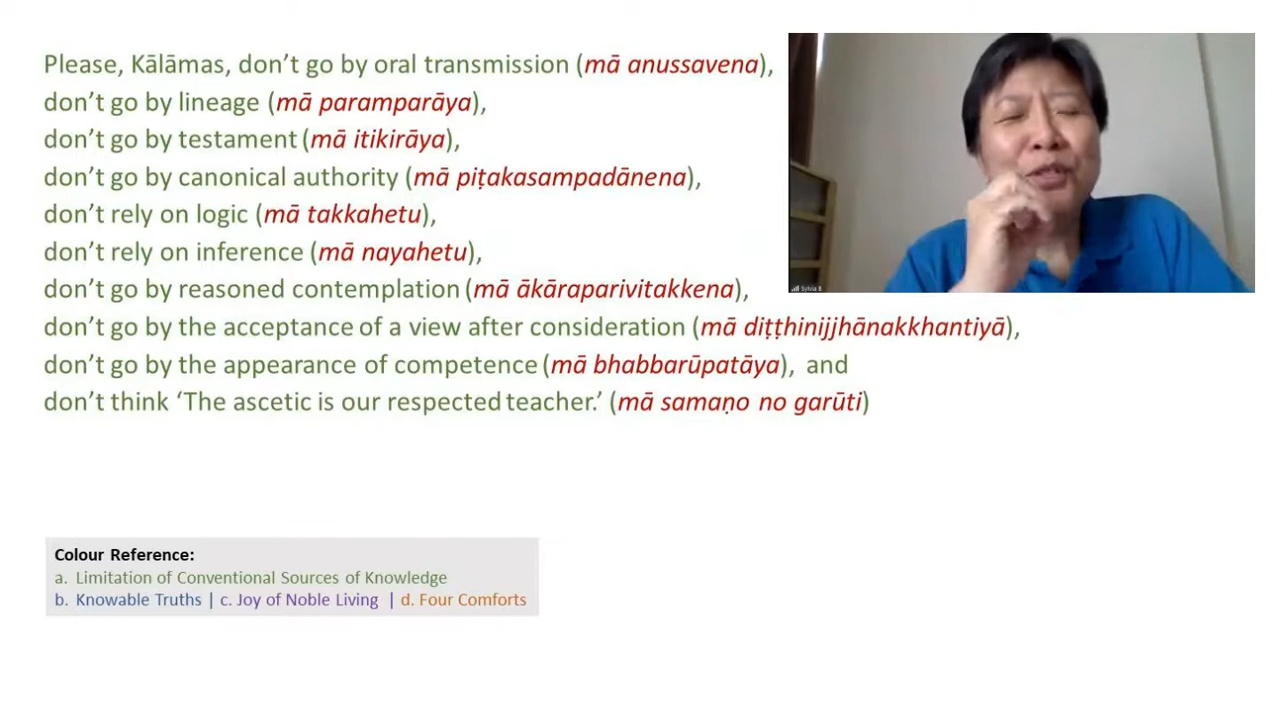 Please, Kālāmas, don’t go by oral transmission (mā anussavena),
don’t go by lineage (mā paramparāya),
don’t go by testament (mā itikirāya),
don’t go by canonical authority (mā piṭakasampadānena),
don’t rely on logic (mā takkahetu),
don’t rely on inference (mā nayahetu),
don’t go by reasoned contemplation (mā ākāraparivitakkena),
don’t go by the acceptance of a view after consideration (mā diṭṭhinijjhānakkhantiyā),
don’t go by the appearance of competence (mā bhabbarūpatāya), and
don’t think ‘The ascetic is our respected teacher.’ (mā samaṇo no garūti)
Sylvia B
Colour Reference:
a. Limitation of Conventional Sources of Knowledge
b. Knowable Truths | c. Joy of Noble Living | d. Four Comforts